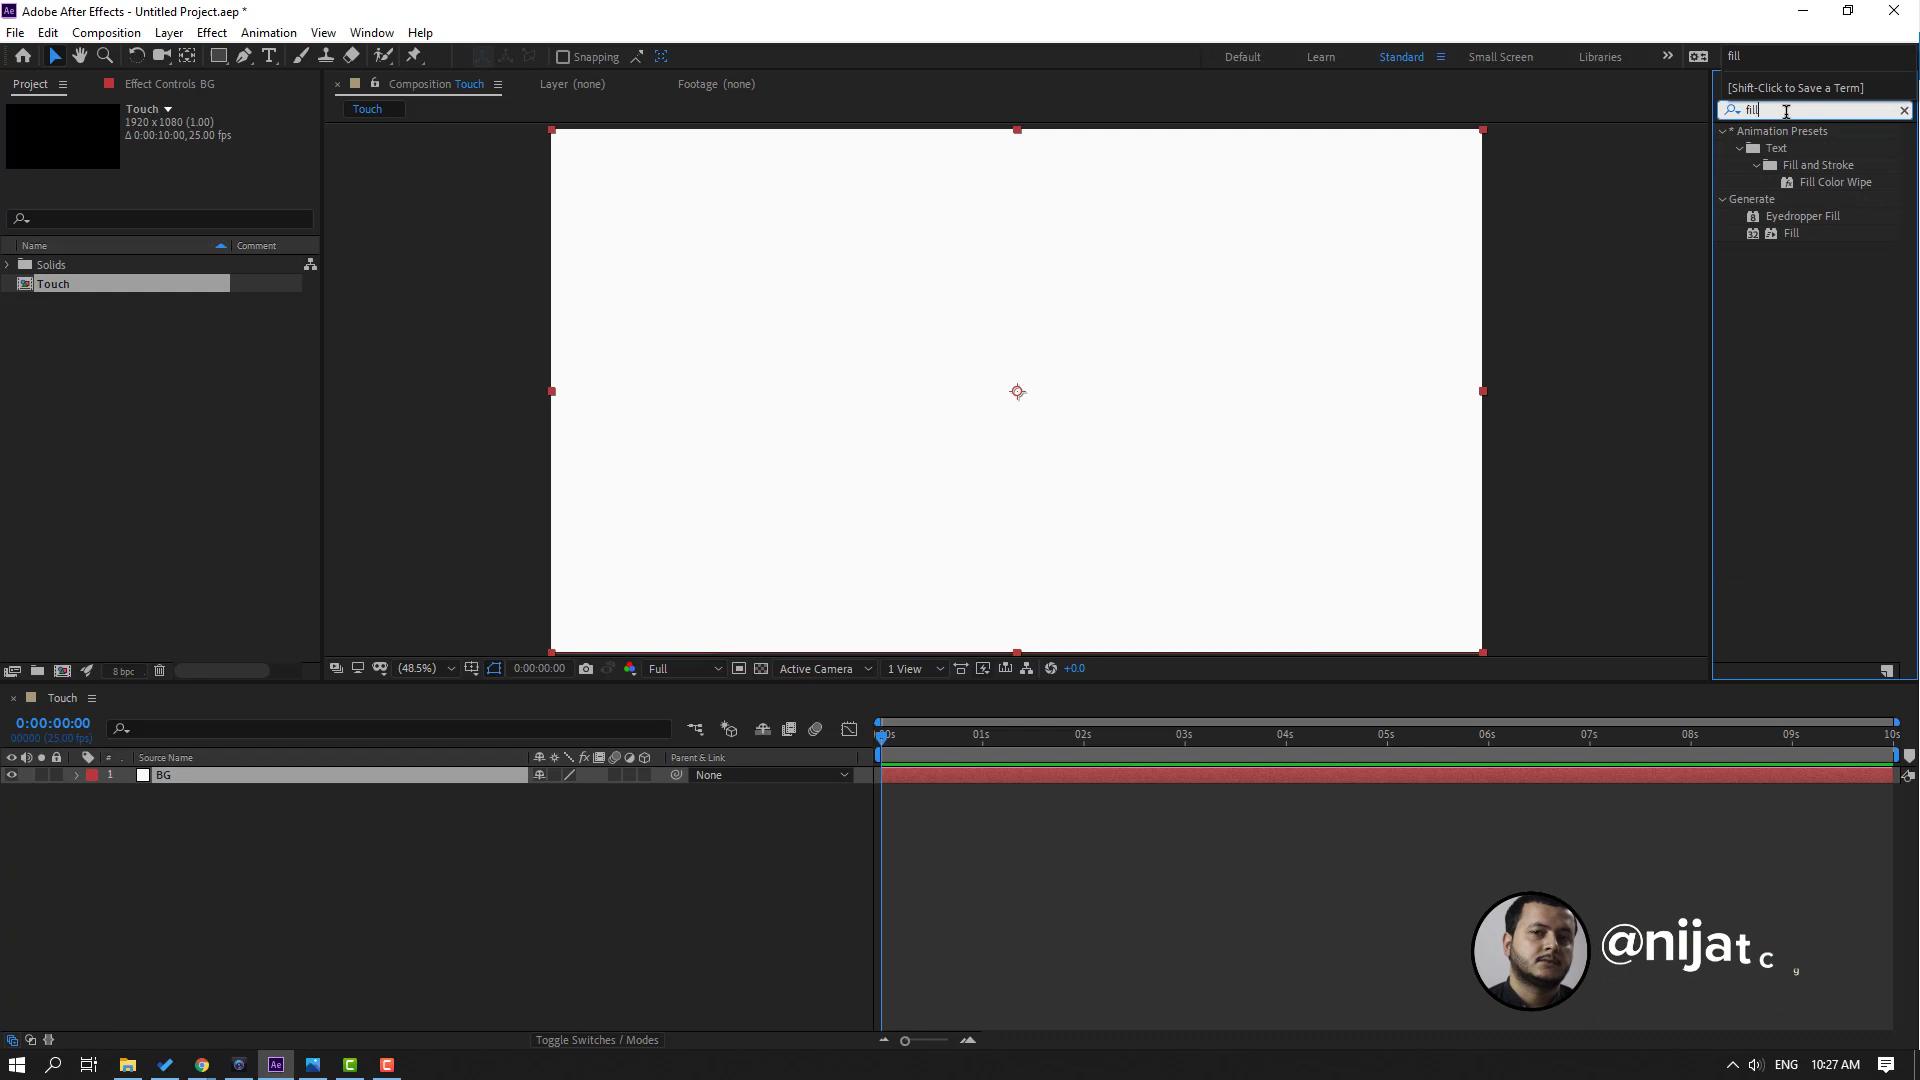 Adobe After Effects - Untitled Project.aep *
File Edit Composition Layer Effect Animation View Window Help
Snapping Default Learn Standard Small Screen Libraries fill
Project Effect Controls BG Composition Touch Layer (none) Footage (none) [Shift-Click to Save a Term]
Touch Touch fill
1920 x 1080 (1.00)
Δ 0:00:10:00, 25.00 fps
* Animation Presets
Text
Fill and Stroke
Fill Color Wipe
Generate
Eyedropper Fill
32 Fill
Name Comment
Solids
Touch
8 bpc (48.5%) 0:00:00:00 Full Active Camera 1 View +0.0
Touch
0:00:00:00
00000 (25.00 fps)
:00s 01s 02s 03s 04s 05s 06s 07s 08s 09s 10s
# Source Name fx Parent & Link
1 BG None
@nijat c g
Toggle Switches / Modes
Ae ENG 10:27 AM